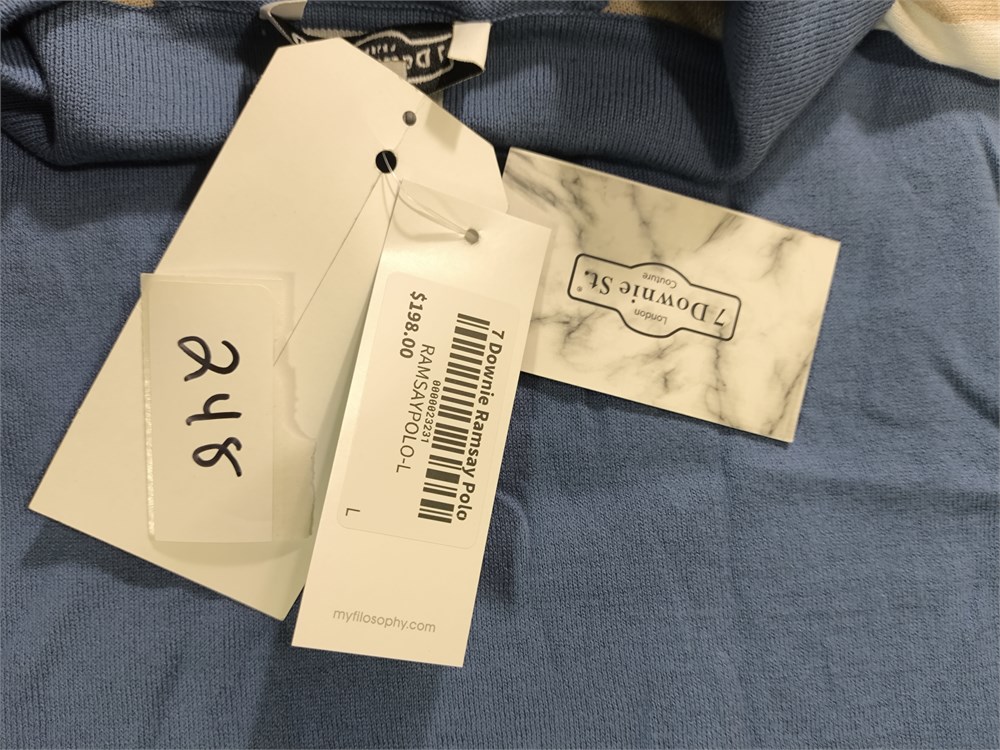 248
7 Downie Ramsay Polo
0000023231
RAMSAYPOLO-L
$198.00
L
myfilosophy.com
London
7 Downie St.®
Couture